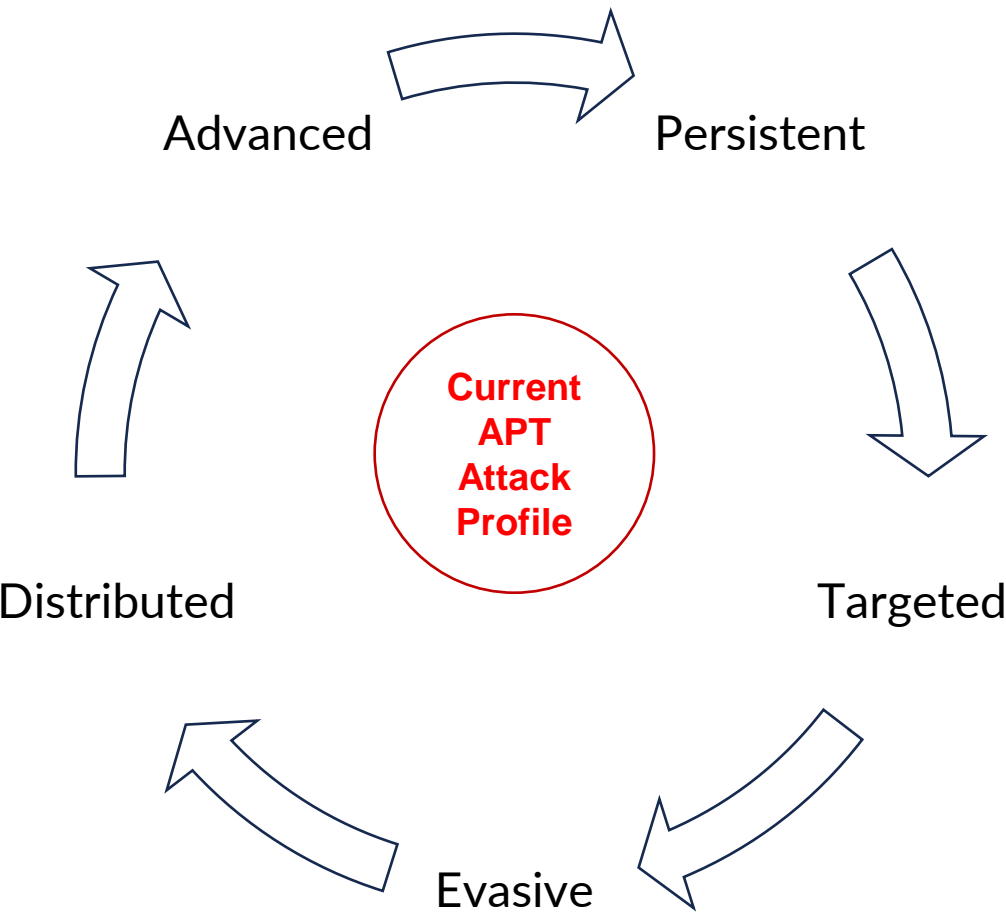 Advanced
Persistent
Current
APT
Attack
Profile
Distributed
Targeted
Evasive